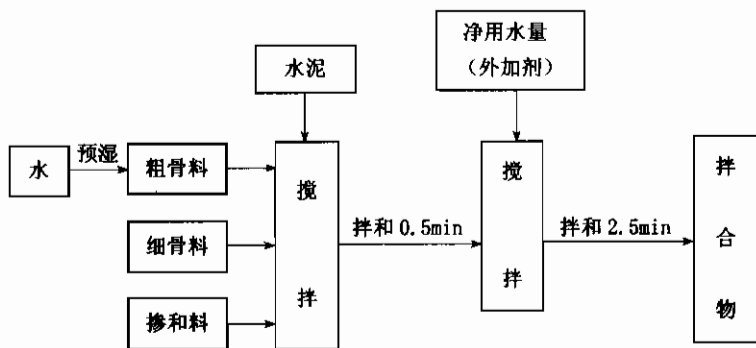 净用水量
（外加剂）
水泥
水
预湿
粗骨料
细骨料
掺和料
搅拌
拌和 0.5min
搅拌
拌和 2.5min
拌合物